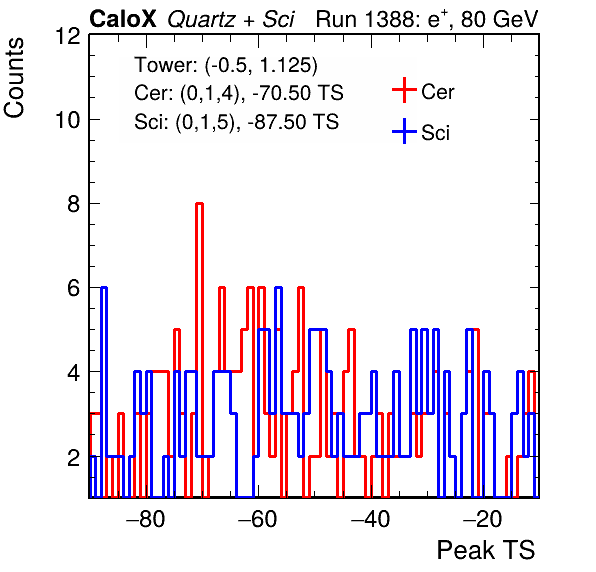 CaloX Quartz + Sci Run 1388: e+, 80 GeV
Counts
12
10
8
6
4
2
Tower: (-0.5, 1.125)
Cer: (0,1,4), -70.50 TS
Sci: (0,1,5), -87.50 TS
Cer
Sci
−80 −60 −40 −20
Peak TS